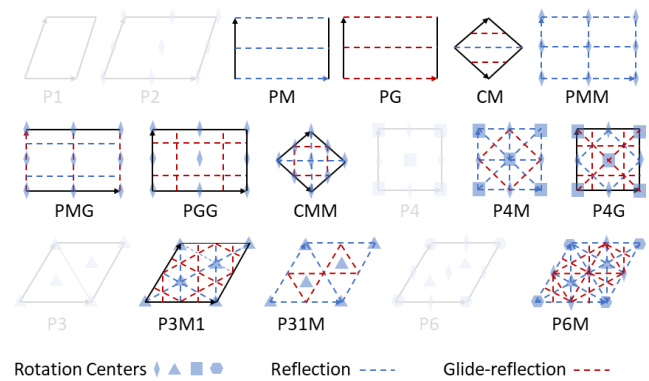 P1 P2 PM PG CM PMM
PMG PGG CMM P4 P4M P4G
P3 P3M1 P31M P6 P6M
Rotation Centers Reflection Glide-reflection